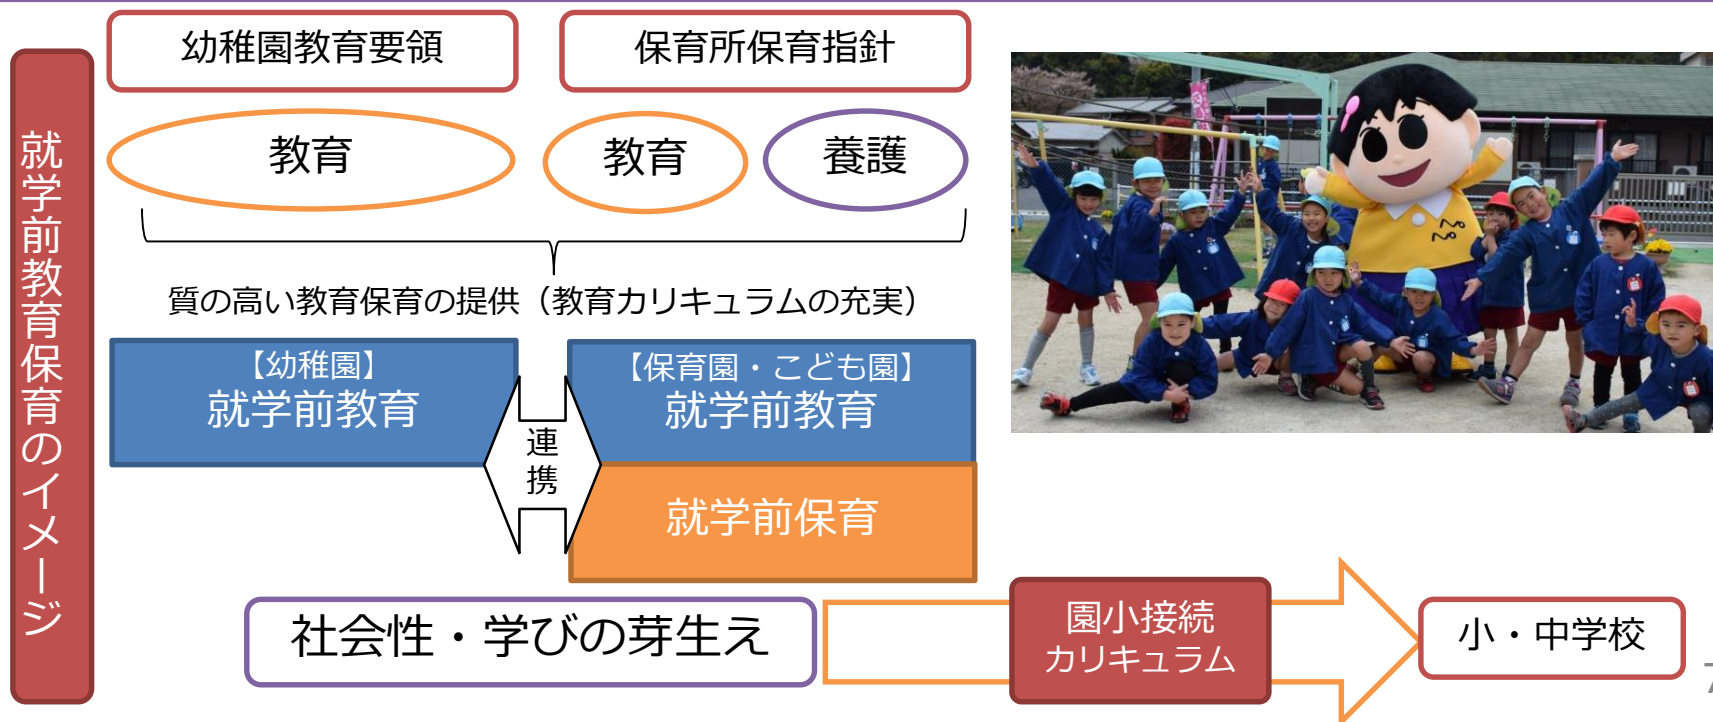 就学前教育保育のイメージ
幼稚園教育要領
保育所保育指針
教育
教育
養護
質の高い教育保育の提供（教育カリキュラムの充実）
【幼稚園】
就学前教育
連携
【保育園・こども園】
就学前教育
就学前保育
社会性・学びの芽生え
園小接続
カリキュラム
小・中学校
7